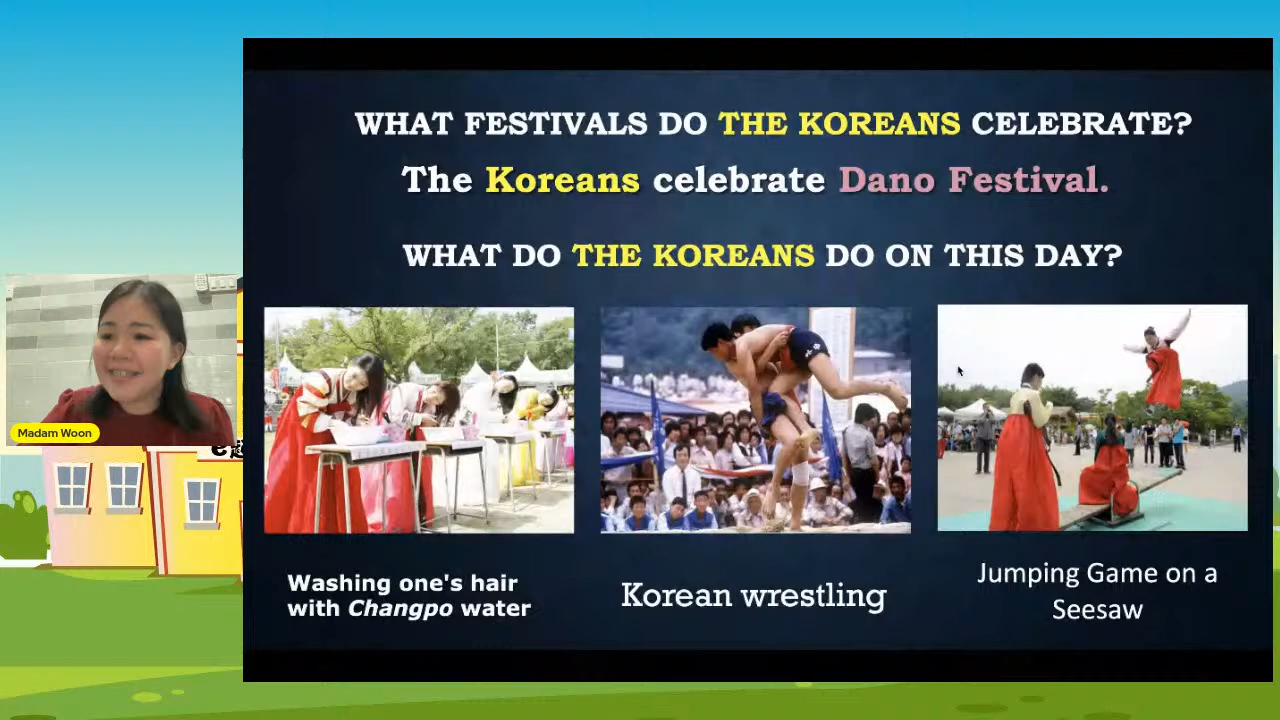 WHAT FESTIVALS DO THE KOREANS CELEBRATE?
The Koreans celebrate Dano Festival.
WHAT DO THE KOREANS DO ON THIS DAY?
Madam Woon
Washing one's hair
with Changpo water
Korean wrestling
Jumping Game on a
Seesaw